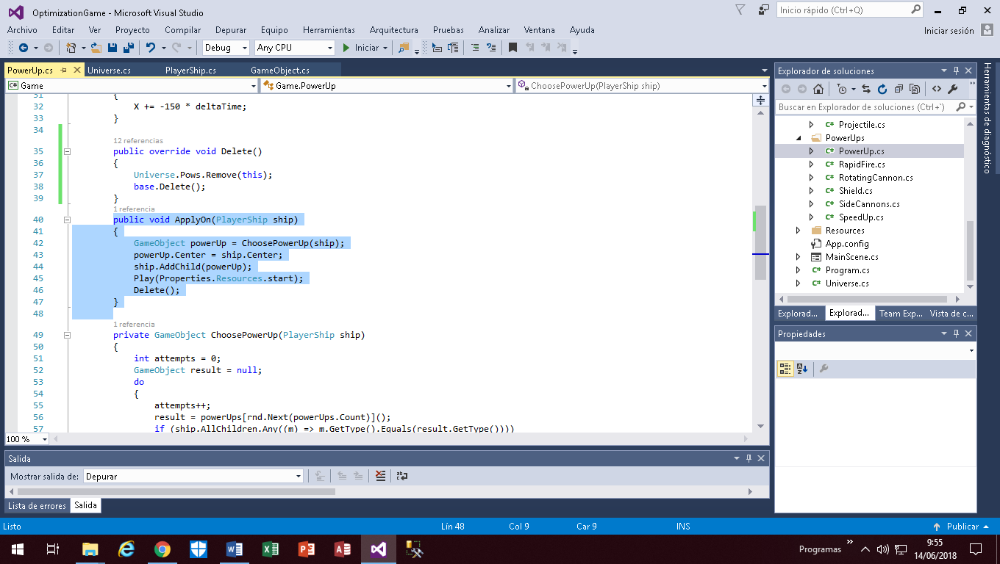 OptimizationGame - Microsoft Visual Studio
Inicio rápido (Ctrl+Q)
Archivo Editar Ver Proyecto Compilar Depurar Equipo Herramientas Arquitectura Pruebas Analizar Ventana Ayuda
Iniciar sesión
Debug Any CPU Iniciar
PowerUp.cs Universe.cs PlayerShip.cs GameObject.cs
Game Game.PowerUp ChoosePowerUp(PlayerShip ship)
31 {
32 X += -150 * deltaTime;
33 }
34
12 referencias
35 public override void Delete()
36 {
37 Universe.Pows.Remove(this);
38 base.Delete();
39 }
1 referencia
40 public void ApplyOn(PlayerShip ship)
41 {
42 GameObject powerUp = ChoosePowerUp(ship);
43 powerUp.Center = ship.Center;
44 ship.AddChild(powerUp);
45 Play(Properties.Resources.start);
46 Delete();
47 }
48
1 referencia
49 private GameObject ChoosePowerUp(PlayerShip ship)
50 {
51 int attempts = 0;
52 GameObject result = null;
53 do
54 {
55 attempts++;
56 result = powerUps[rnd.Next(powerUps.Count)]();
57 if (ship.AllChildren.Any((m) => m.GetType().Equals(result.GetType())))
100 %
Salida
Mostrar salida de: Depurar
Lista de errores Salida
Explorador de soluciones
Buscar en Explorador de soluciones (Ctrl+`)
C# Projectile.cs
PowerUps
C# PowerUp.cs
C# RapidFire.cs
C# RotatingCannon.cs
C# Shield.cs
C# SideCannons.cs
C# SpeedUp.cs
Resources
App.config
MainScene.cs
C# Program.cs
C# Universe.cs
Explorad... Explorad... Team Exp... Vista de c...
Propiedades
Herramientas de diagnóstico
Listo Lín 48 Col 9 Car 9 INS Publicar
Programas
9:55
14/06/2018